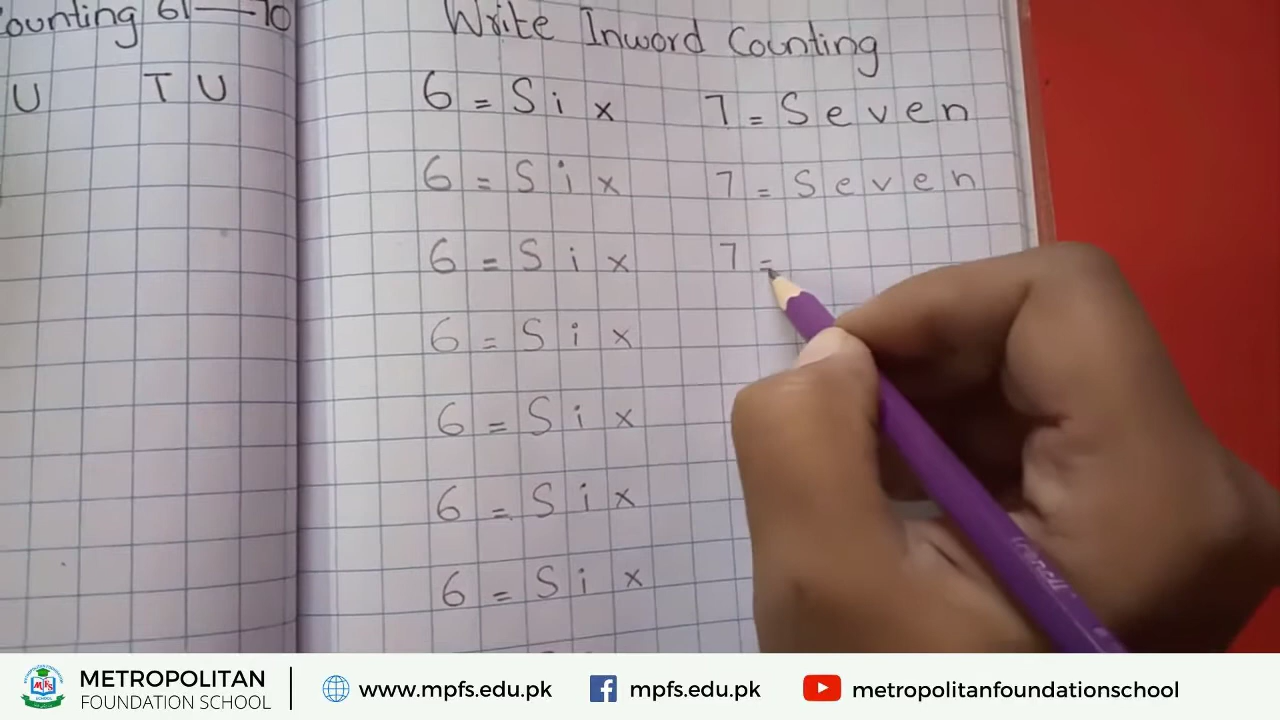 ounting 61—70
U T U
Write Inword Counting
6 = Six 7 = Seven
6 = Six 7 = Seven
6 = Six 7 =
6 = Six
6 = Six
6 = Six
6 = Six
METROPOLITAN
FOUNDATION SCHOOL
www.mpfs.edu.pk
mpfs.edu.pk
metropolitanfoundationschool